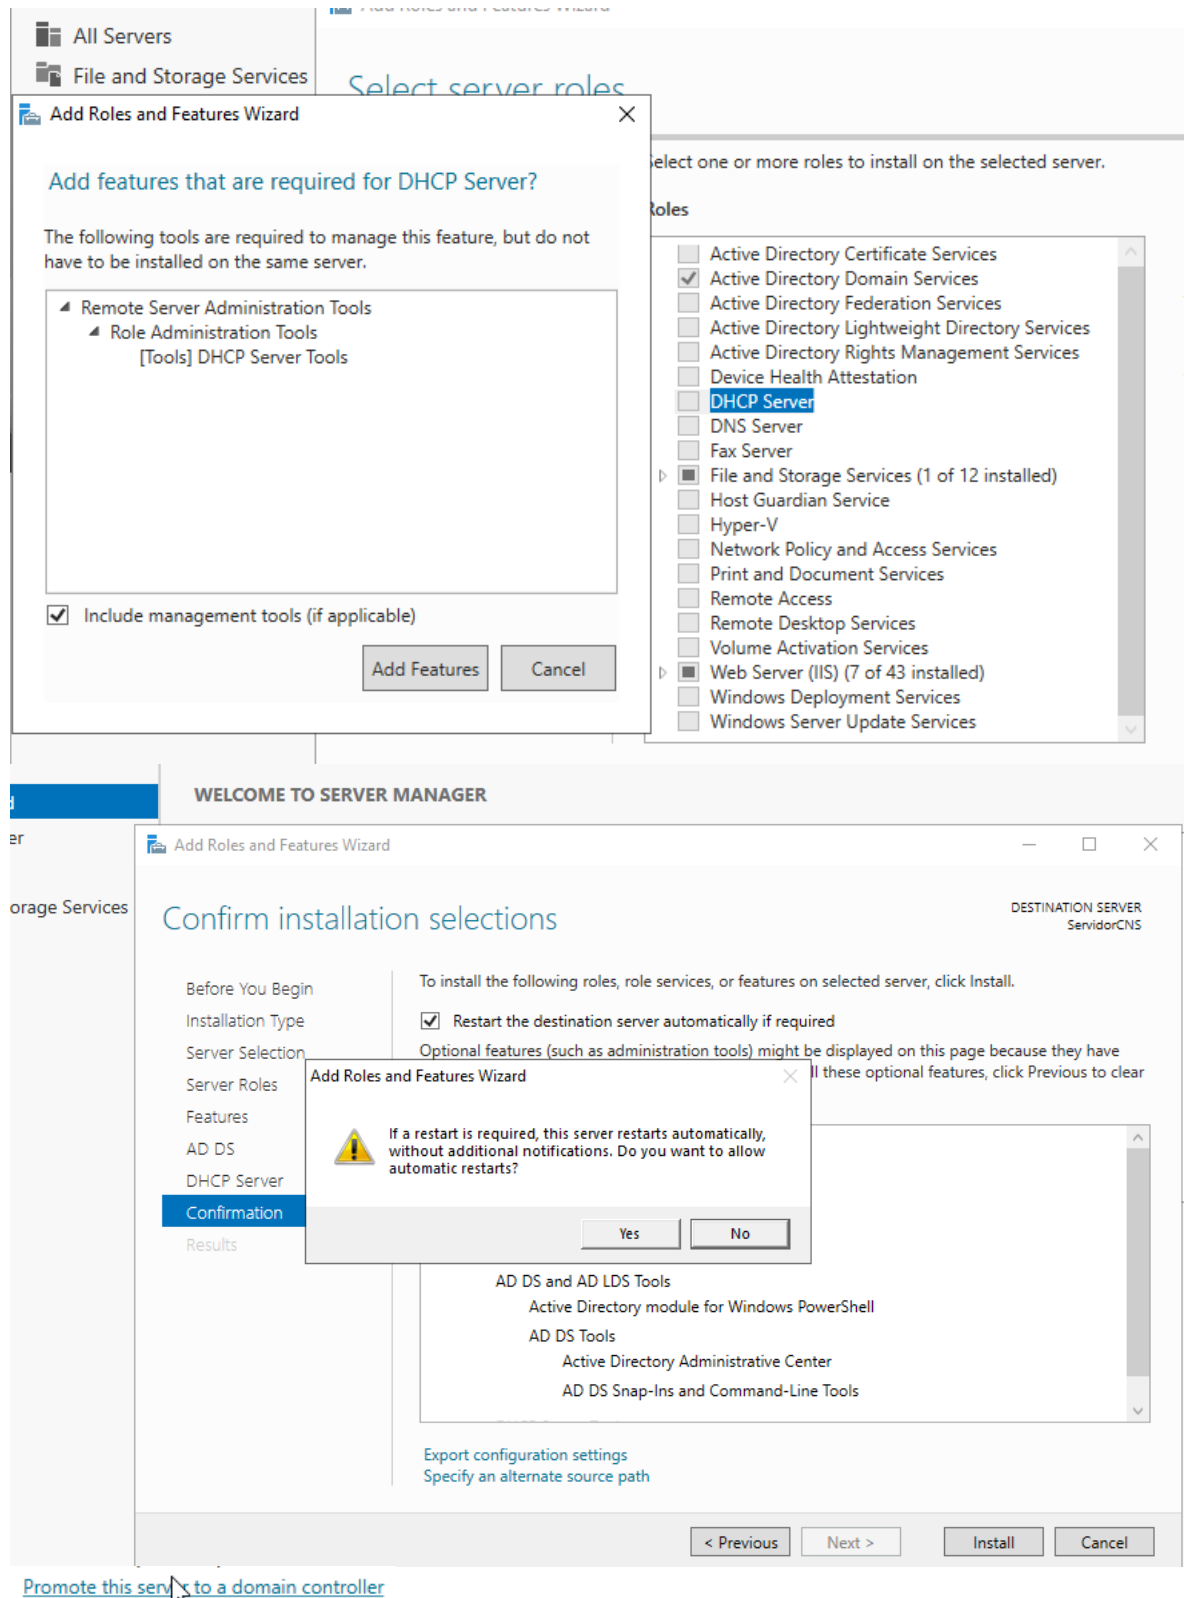 All Servers
File and Storage Services
Add Roles and Features Wizard
Select server roles
Add Roles and Features Wizard
Add features that are required for DHCP Server?
The following tools are required to manage this feature, but do not
have to be installed on the same server.
Remote Server Administration Tools
Role Administration Tools
[Tools] DHCP Server Tools
Include management tools (if applicable)
Add Features
Cancel
Select one or more roles to install on the selected server.
Roles
Active Directory Certificate Services
Active Directory Domain Services
Active Directory Federation Services
Active Directory Lightweight Directory Services
Active Directory Rights Management Services
Device Health Attestation
DHCP Server
DNS Server
Fax Server
File and Storage Services (1 of 12 installed)
Host Guardian Service
Hyper-V
Network Policy and Access Services
Print and Document Services
Remote Access
Remote Desktop Services
Volume Activation Services
Web Server (IIS) (7 of 43 installed)
Windows Deployment Services
Windows Server Update Services
WELCOME TO SERVER MANAGER
er
orage Services
Add Roles and Features Wizard
Confirm installation selections
DESTINATION SERVER
ServidorCNS
Before You Begin
Installation Type
Server Selection
Server Roles
Features
AD DS
DHCP Server
Confirmation
Results
To install the following roles, role services, or features on selected server, click Install.
Restart the destination server automatically if required
Optional features (such as administration tools) might be displayed on this page because they have
ll these optional features, click Previous to clear
Add Roles and Features Wizard
If a restart is required, this server restarts automatically,
without additional notifications. Do you want to allow
automatic restarts?
Yes
No
AD DS and AD LDS Tools
Active Directory module for Windows PowerShell
AD DS Tools
Active Directory Administrative Center
AD DS Snap-Ins and Command-Line Tools
Export configuration settings
Specify an alternate source path
< Previous
Next >
Install
Cancel
Promote this server to a domain controller